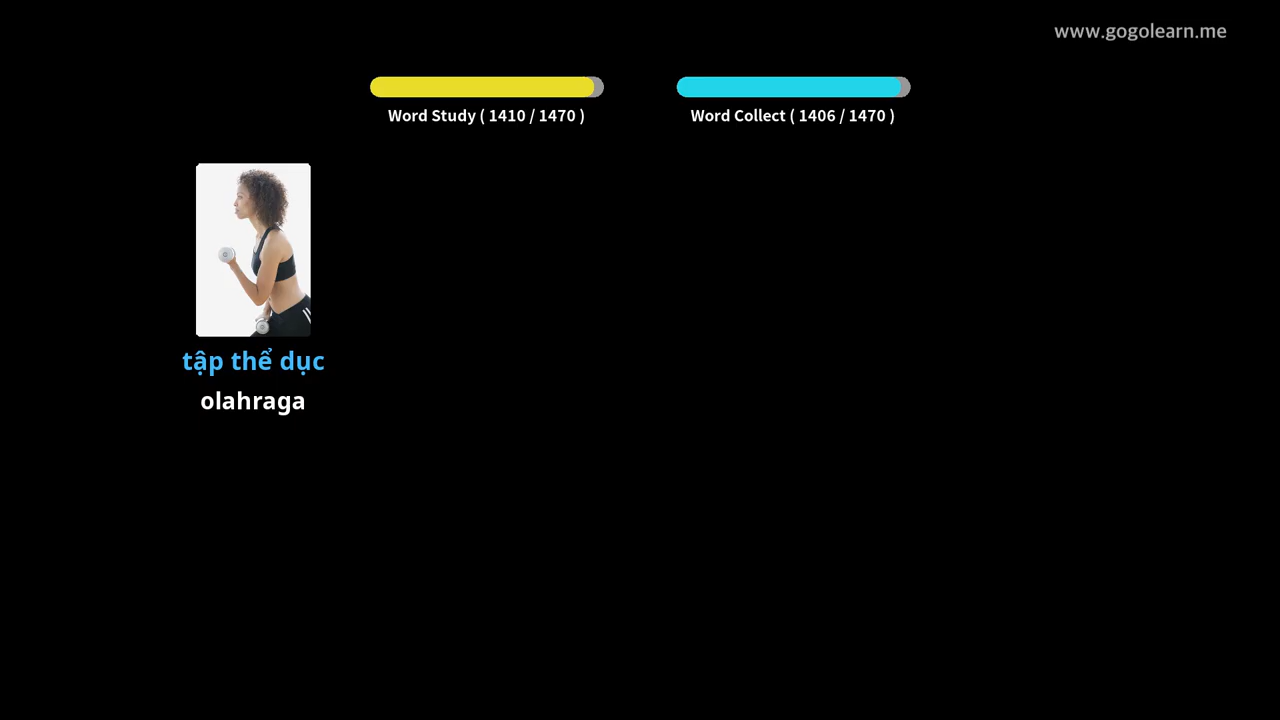 www.gogolearn.me
Word Study ( 1410 / 1470 )
Word Collect ( 1406 / 1470 )
tập thể dục
olahraga